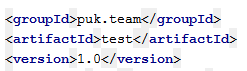 <groupId>puk.team</groupId>
<artifactId>test</artifactId>
<version>1.0</version>